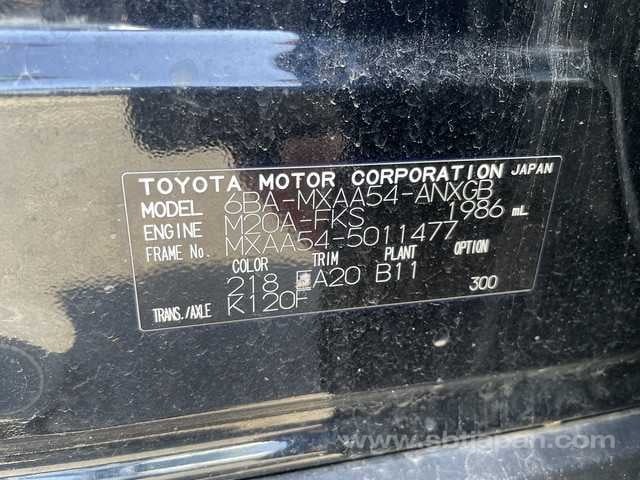 TOYOTA MOTOR CORPORATION JAPAN
MODEL 6BA-MXAA54-ANXGB
ENGINE M20A-FKS 1986 mL
FRAME No. MXAA54-5011477
COLOR TRIM PLANT OPTION
218 A20 B11 300
TRANS./AXLE K120F
www.sbtjapan.com